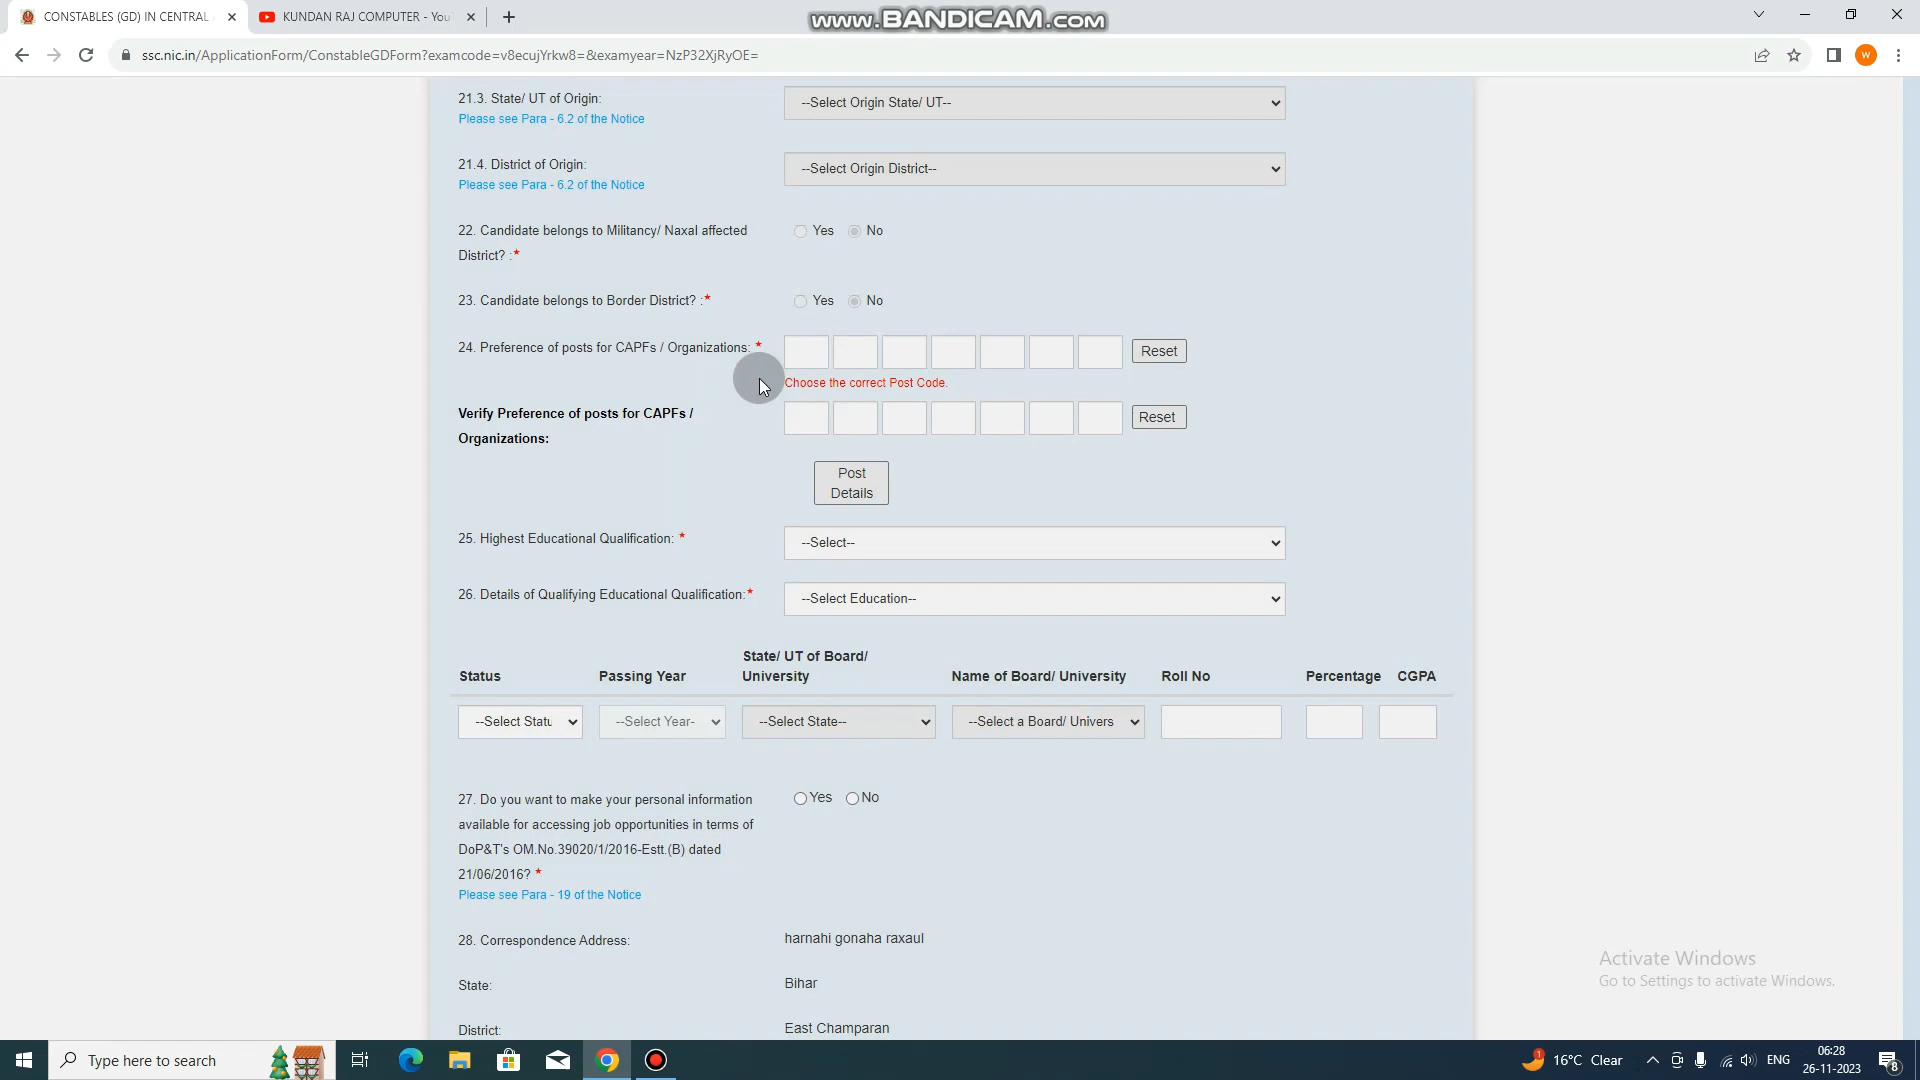 CONSTABLES (GD) IN CENTRAL
KUNDAN RAJ COMPUTER - You
www.BANDICAM.com
ssc.nic.in/ApplicationForm/ConstableGDForm?examcode=v8ecujYrkw8=&examyear=NzP32XjRyOE=
W
21.3. State/ UT of Origin:
--Select Origin State/ UT--
Please see Para - 6.2 of the Notice
21.4. District of Origin:
--Select Origin District--
Please see Para - 6.2 of the Notice
22. Candidate belongs to Militancy/ Naxal affected
District? :*
Yes No
23. Candidate belongs to Border District? :*
Yes No
24. Preference of posts for CAPFs / Organizations: *
Reset
Choose the correct Post Code.
Verify Preference of posts for CAPFs /
Organizations:
Reset
Post
Details
25. Highest Educational Qualification: *
--Select--
26. Details of Qualifying Educational Qualification:*
--Select Education--
Status
Passing Year
State/ UT of Board/
University
Name of Board/ University
Roll No
Percentage
CGPA
--Select Statu
--Select Year-
--Select State--
--Select a Board/ Univers
27. Do you want to make your personal information
available for accessing job opportunities in terms of
DoP&T's OM.No.39020/1/2016-Estt.(B) dated
21/06/2016? *
Yes No
Please see Para - 19 of the Notice
28. Correspondence Address:
harnahi gonaha raxaul
State:
Bihar
District:
East Champaran
Activate Windows
Go to Settings to activate Windows.
Type here to search
1
16°C Clear
ENG
06:28
26-11-2023
8